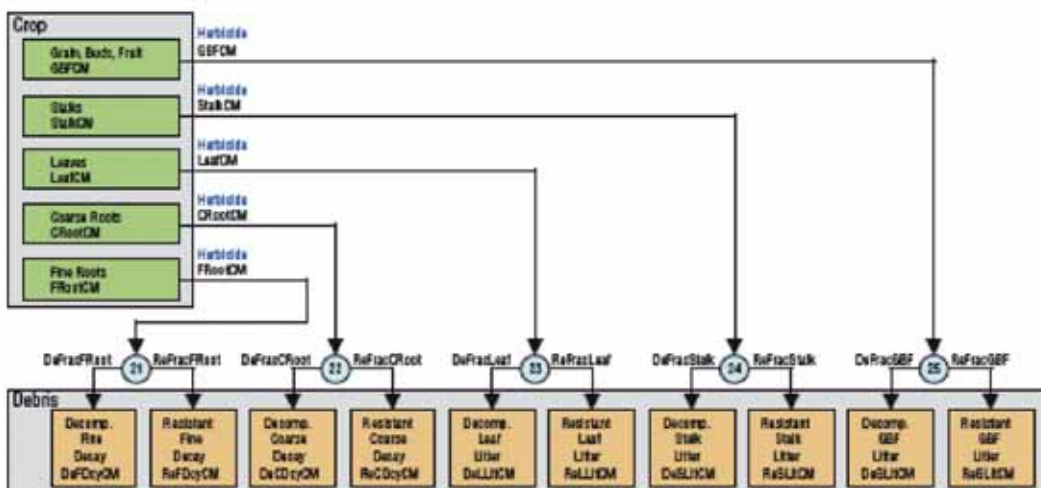 Crop
Grain, Buds, Fruit
GBFCM
Stalks
StalkCM
Leaves
LeafCM
Coarse Roots
CRootCM
Fine Roots
FRootCM
Herbicide
GBFCM
Herbicide
StalkCM
Herbicide
LeafCM
Herbicide
CRootCM
Herbicide
FRootCM
DeFracFRoot 21 ReFracFRoot
DeFracCRoot 22 ReFracCRoot
DeFracLeaf 23 ReFracLeaf
DeFracStalk 24 ReFracStalk
DeFracGBF 25 ReFracGBF
Debris
Decomp.
Fine
Decay
DeFDcyCM
Resistant
Fine
Decay
ReFDcyCM
Decomp.
Coarse
Decay
DeCDcyCM
Resistant
Coarse
Decay
ReCDcyCM
Decomp.
Leaf
Litter
DeLLitCM
Resistant
Leaf
Litter
ReLLitCM
Decomp.
Stalk
Litter
DeSLitCM
Resistant
Stalk
Litter
ReSLitCM
Decomp.
GBF
Litter
DeSLitCM
Resistant
GBF
Litter
ReSLitCM